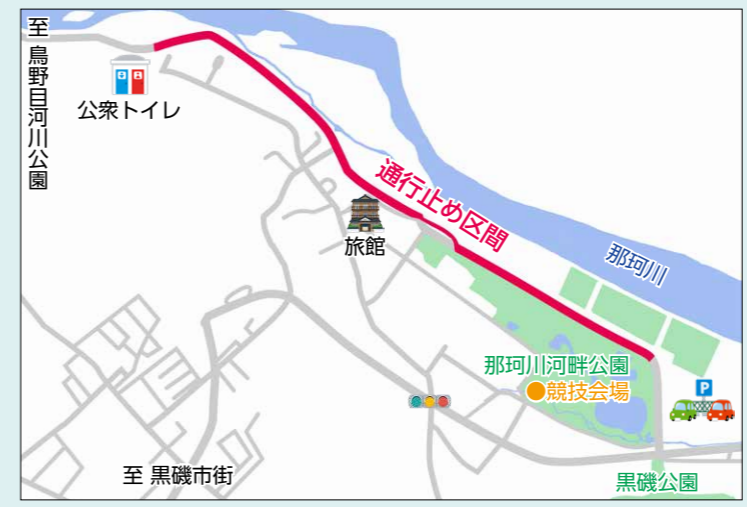 至 鳥野目河川公園
公衆トイレ
通行止め区間
旅館
那珂川
那珂川河畔公園
●競技会場
P
至 黒磯市街
黒磯公園